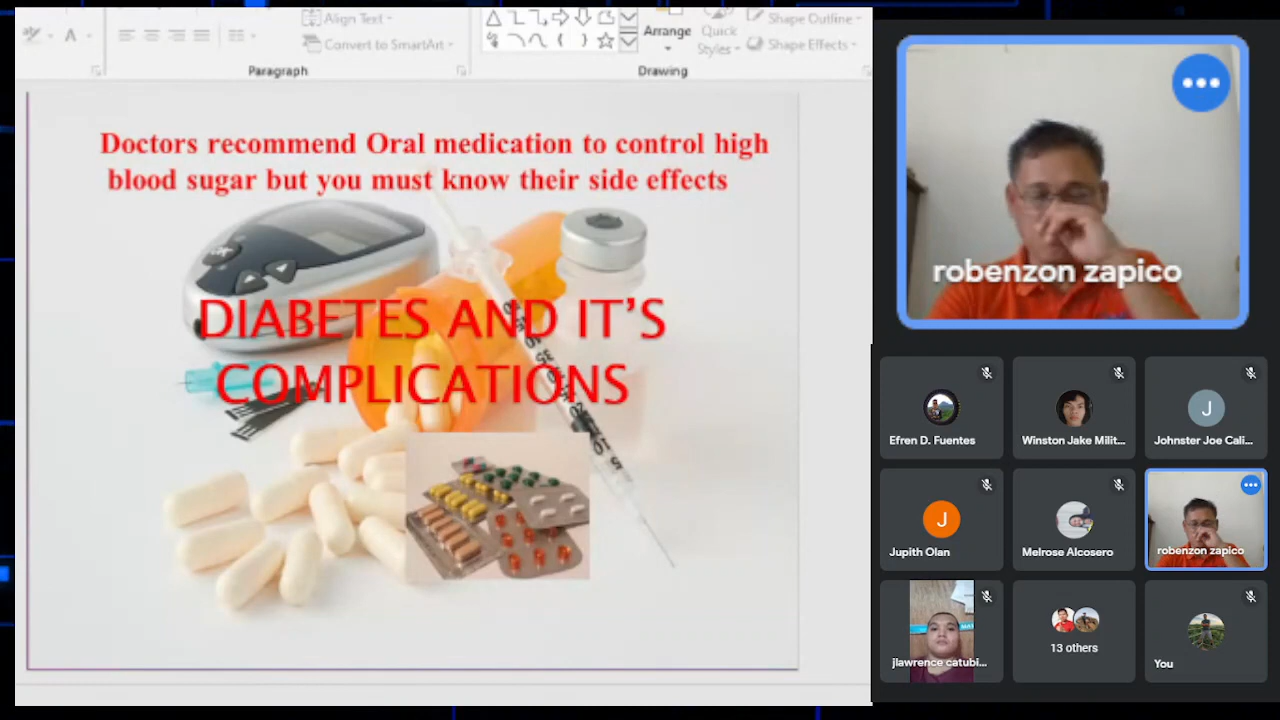 Align Text
Convert to SmartArt
Paragraph
Arrange
Quick
Styles
Shape Outline
Shape Effects
Drawing
Doctors recommend Oral medication to control high
blood sugar but you must know their side effects
DIABETES AND IT'S
COMPLICATIONS
OK
robenzon zapico
Efren D. Fuentes
Winston Jake Milit...
Johnster Joe Cali...
J
J
Jupith Olan
Melrose Alcosero
robenzon zapico
jlawrence catubi...
13 others
You